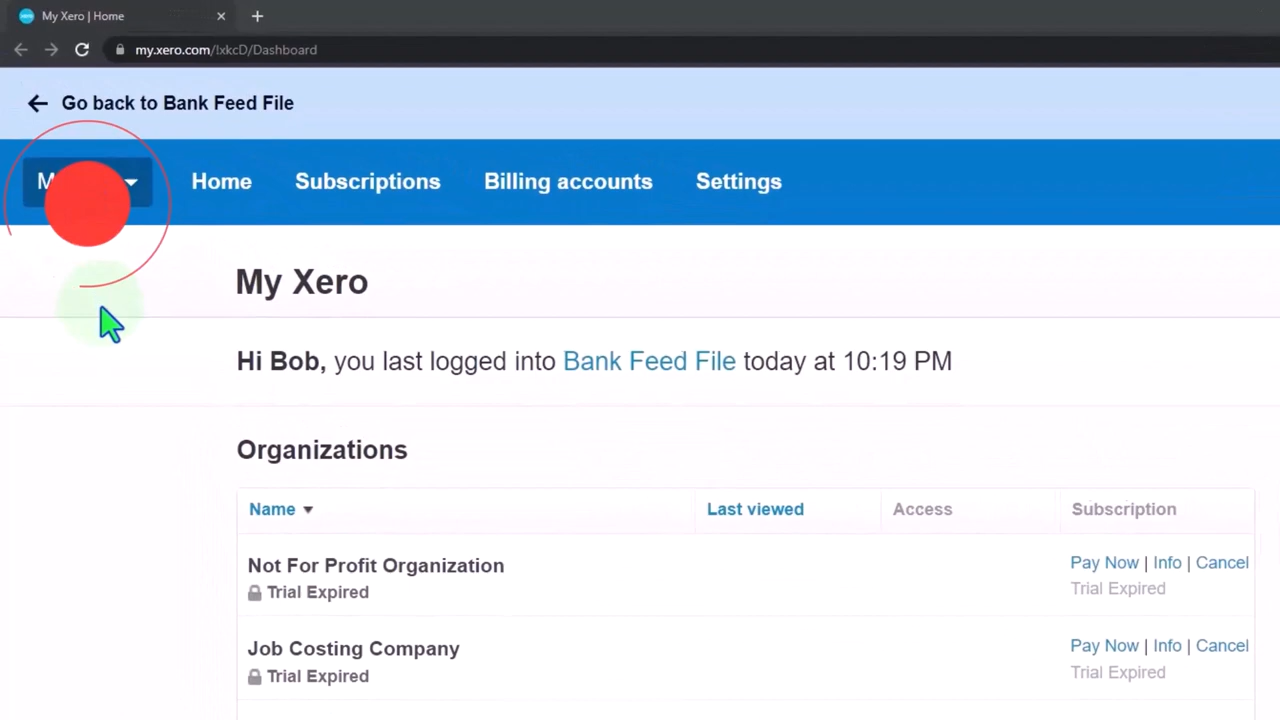 My Xero | Home
my.xero.com/!xkcD/Dashboard
Go back to Bank Feed File
Home Subscriptions Billing accounts Settings
My Xero
Hi Bob, you last logged into Bank Feed File today at 10:19 PM
Organizations
Name Last viewed Access Subscription
Not For Profit Organization Pay Now | Info | Cancel
Trial Expired Trial Expired
Job Costing Company Pay Now | Info | Cancel
Trial Expired Trial Expired